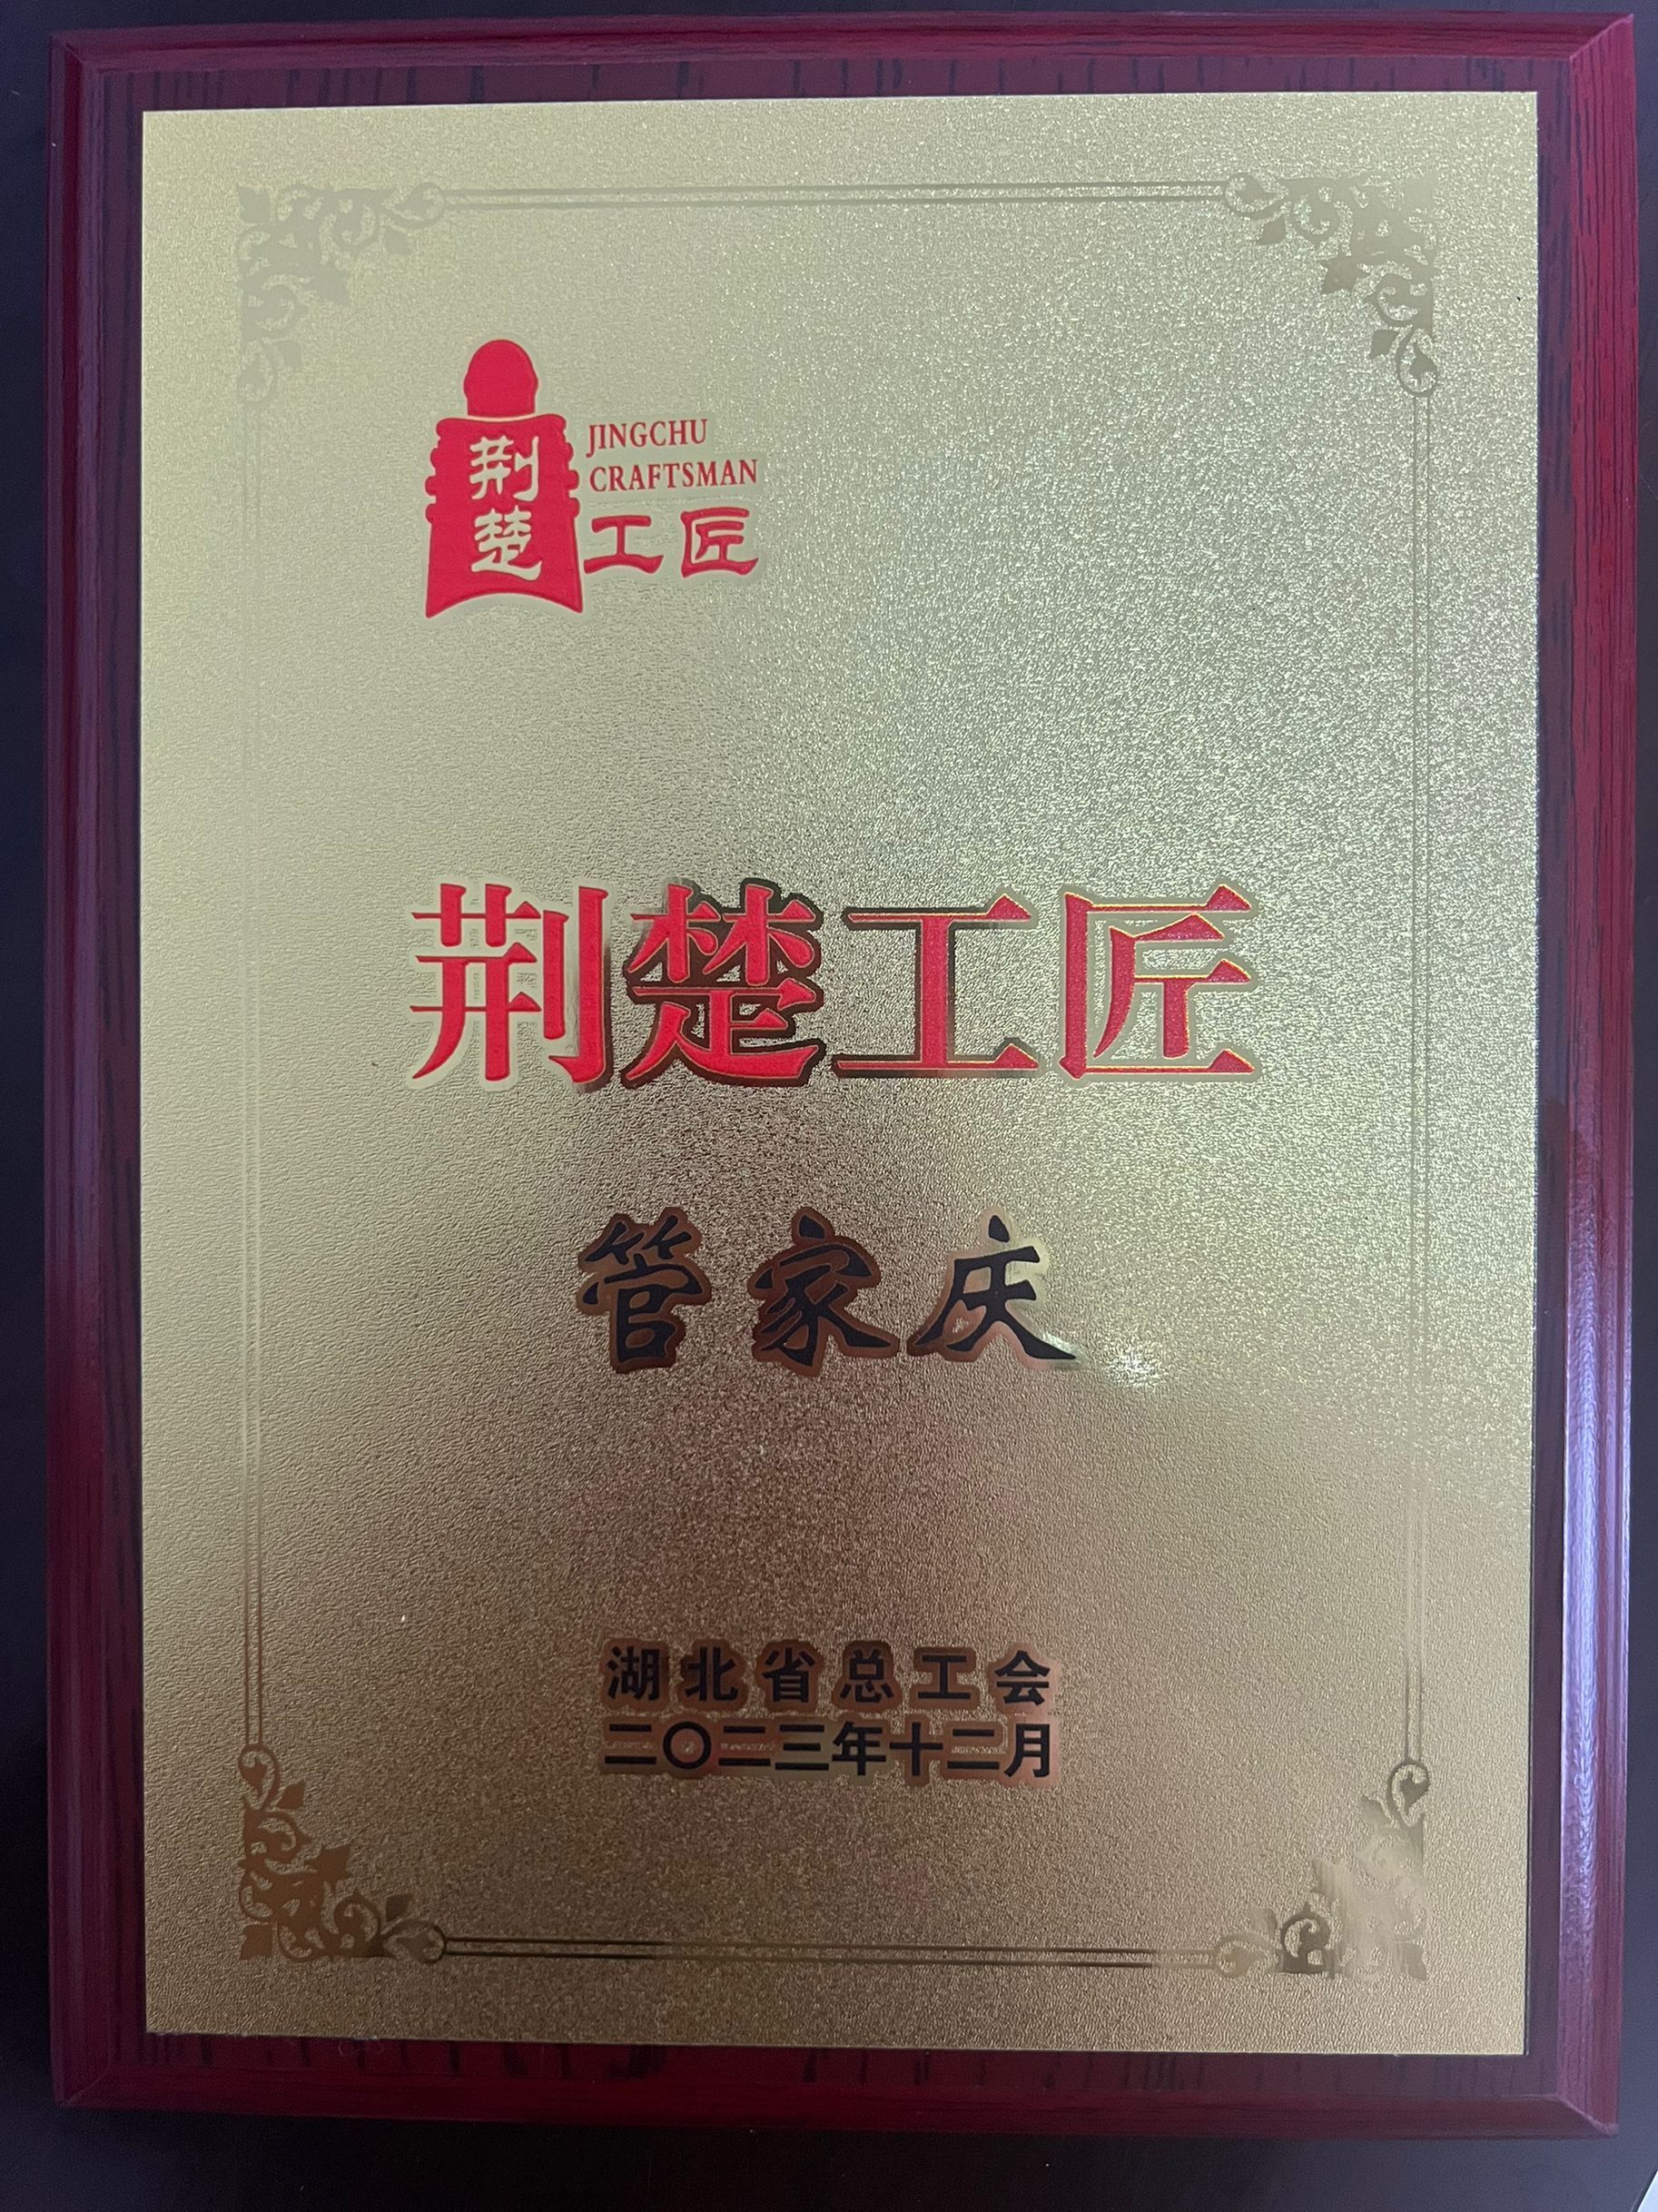 荆楚
JINGCHU
CRAFTSMAN
工匠
荆楚工匠
管家庆
湖北省总工会
二〇二三年十二月